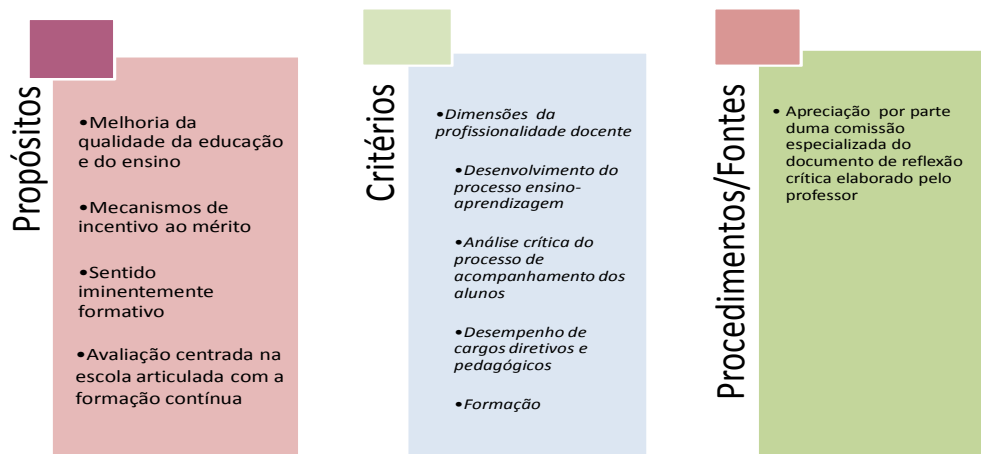 Propósitos
•Melhoria da
qualidade da educação
e do ensino
•Mecanismos de
incentivo ao mérito
•Sentido
iminentemente
formativo
•Avaliação centrada na
escola articulada com a
formação contínua
Critérios
•Dimensões da
profissionalidade docente
•Desenvolvimento do
processo ensino-
aprendizagem
•Análise crítica do
processo de
acompanhamento dos
alunos
•Desempenho de
cargos diretivos e
pedagógicos
•Formação
Procedimentos/Fontes
• Apreciação por parte
duma comissão
especializada do
documento de reflexão
crítica elaborado pelo
professor